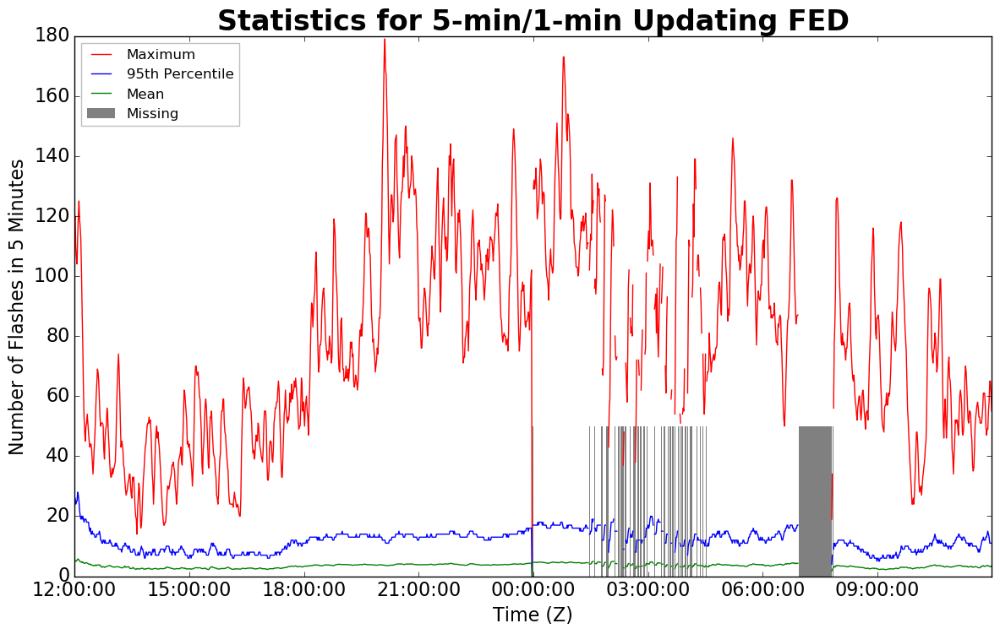 Statistics for 5-min/1-min Updating FED
Number of Flashes in 5 Minutes
180
160
140
120
100
80
60
40
20
0
Maximum
95th Percentile
Mean
Missing
12:00:00 15:00:00 18:00:00 21:00:00 00:00:00 03:00:00 06:00:00 09:00:00
Time (Z)